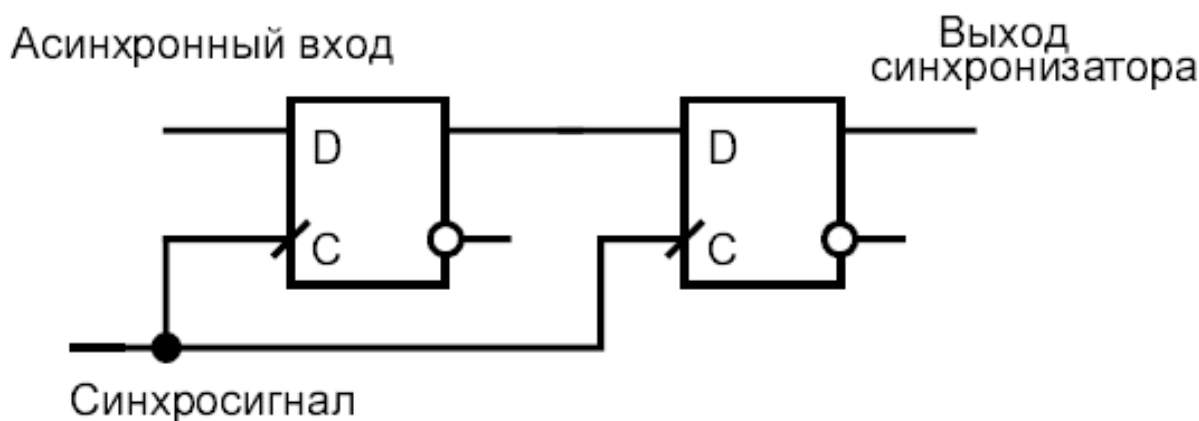 Асинхронный вход
Выход
синхронизатора
D
D
C
C
Синхросигнал